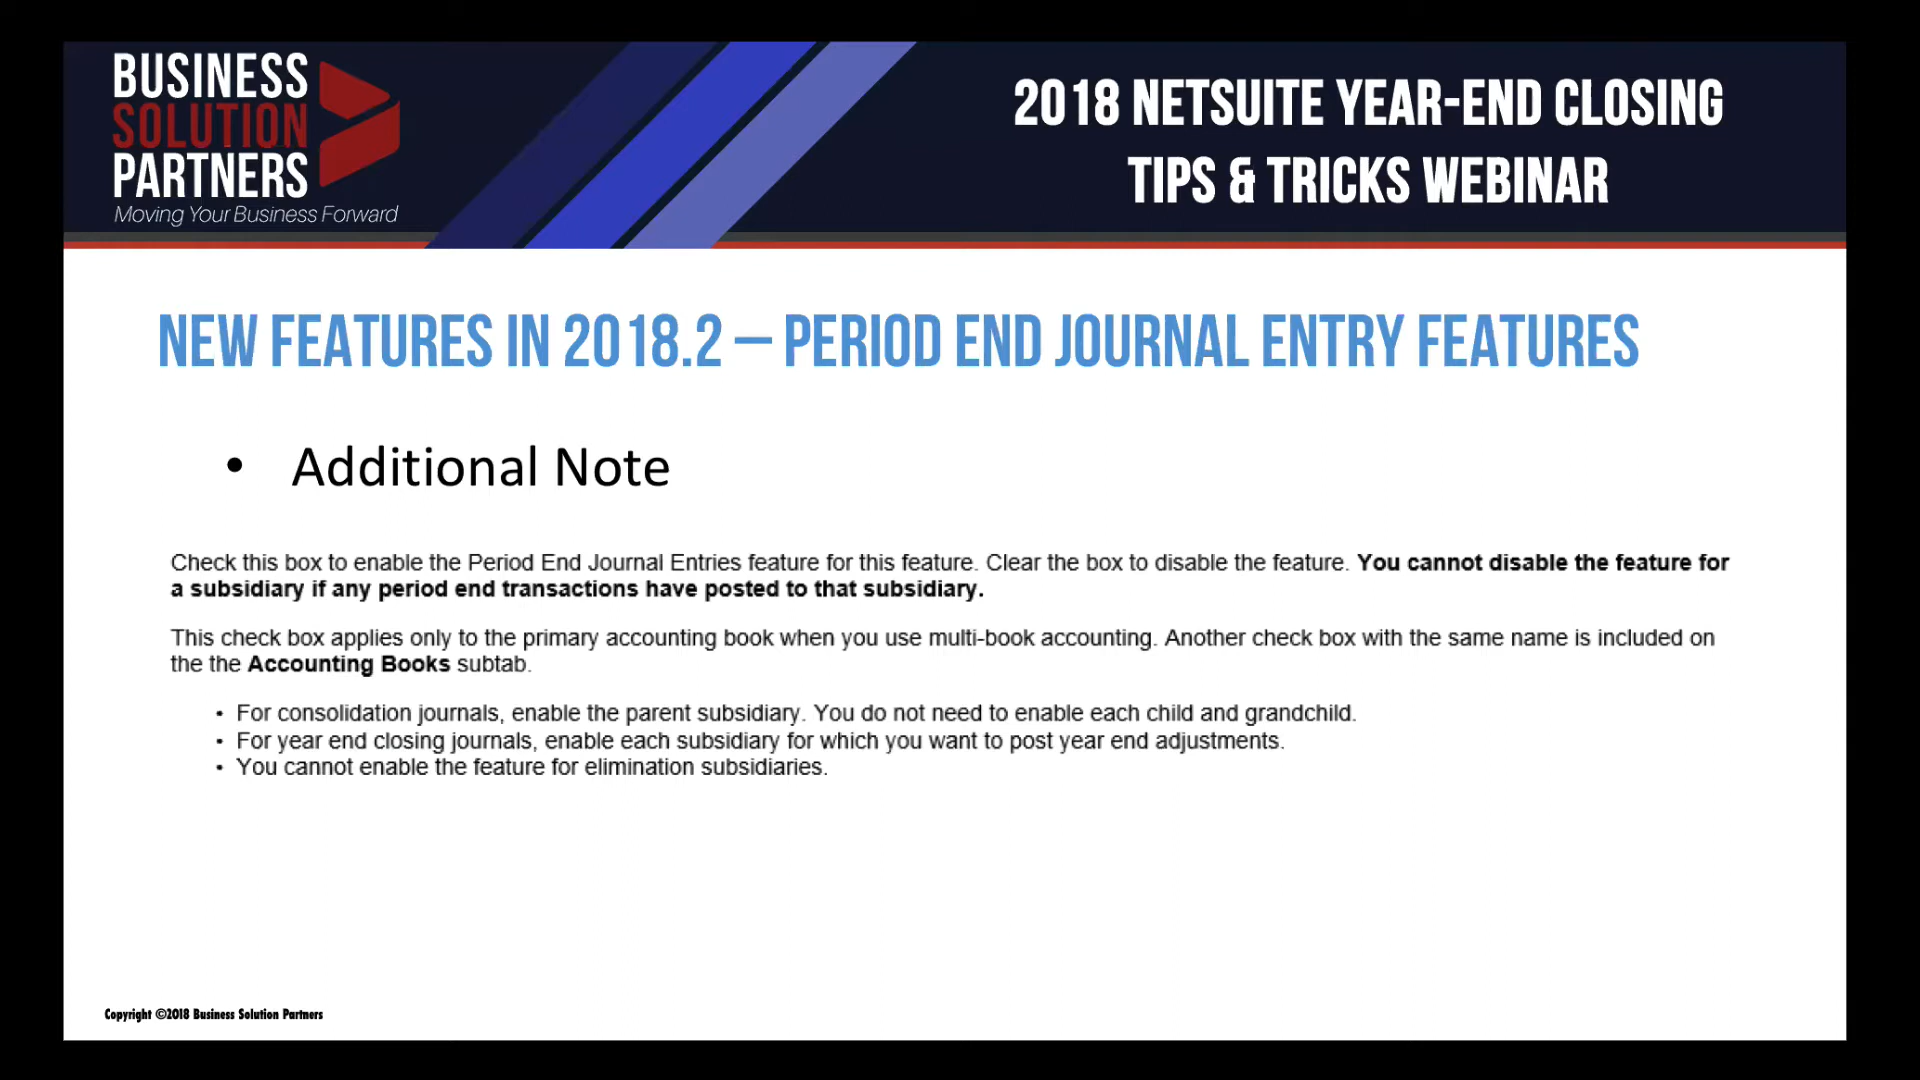 BUSINESS
SOLUTION
PARTNERS
Moving Your Business Forward
2018 NETSUITE YEAR-END CLOSING
TIPS & TRICKS WEBINAR
NEW FEATURES IN 2018.2 – PERIOD END JOURNAL ENTRY FEATURES
• Additional Note
Check this box to enable the Period End Journal Entries feature for this feature. Clear the box to disable the feature. You cannot disable the feature for
a subsidiary if any period end transactions have posted to that subsidiary.
This check box applies only to the primary accounting book when you use multi-book accounting. Another check box with the same name is included on
the the Accounting Books subtab.
• For consolidation journals, enable the parent subsidiary. You do not need to enable each child and grandchild.
• For year end closing journals, enable each subsidiary for which you want to post year end adjustments.
• You cannot enable the feature for elimination subsidiaries.
Copyright ©2018 Business Solution Partners